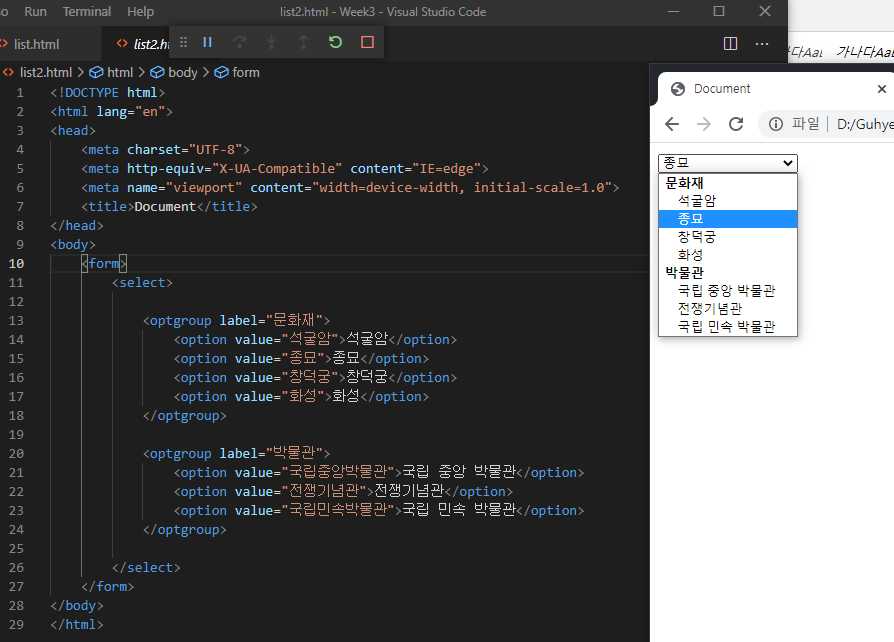 Run Terminal Help list2.html - Week3 - Visual Studio Code
list.html
list2.ht
list2.html > html > body > form
1 <!DOCTYPE html>
2 <html lang="en">
3 <head>
4 <meta charset="UTF-8">
5 <meta http-equiv="X-UA-Compatible" content="IE=edge">
6 <meta name="viewport" content="width=device-width, initial-scale=1.0">
7 <title>Document</title>
8 </head>
9 <body>
10 <form>
11 <select>
12
13 <optgroup label="문화재">
14 <option value="석굴암">석굴암</option>
15 <option value="종묘">종묘</option>
16 <option value="창덕궁">창덕궁</option>
17 <option value="화성">화성</option>
18 </optgroup>
19
20 <optgroup label="박물관">
21 <option value="국립중앙박물관">국립 중앙 박물관</option>
22 <option value="전쟁기념관">전쟁기념관</option>
23 <option value="국립민속박물관">국립 민속 박물관</option>
24 </optgroup>
25
26 </select>
27 </form>
28 </body>
29 </html>
가나다Aa
Document
파일 | D:/Guhye
종묘
문화재
석굴암
종묘
창덕궁
화성
박물관
국립 중앙 박물관
전쟁기념관
국립 민속 박물관